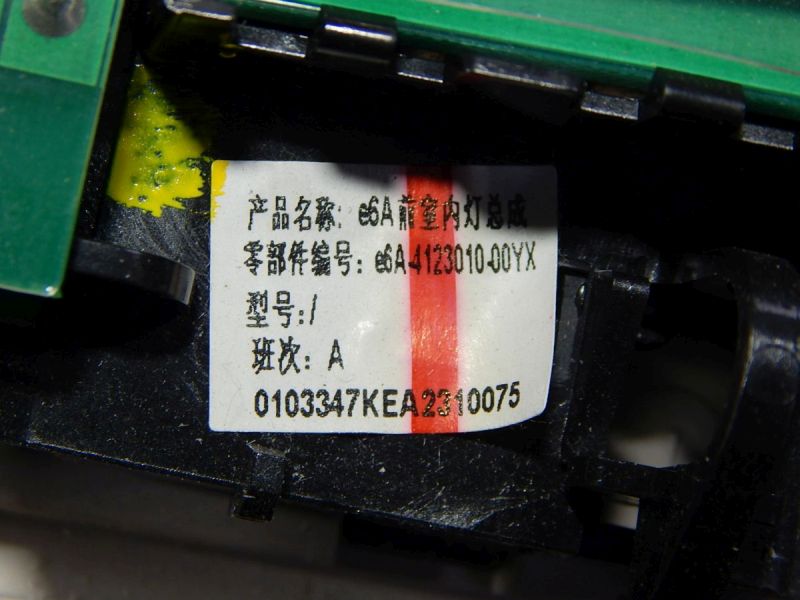 产品名称: e6A前室内灯总成
零部件编号: e6A-4123010-00YX
型号:/
班次: A
0103347KEA2310075